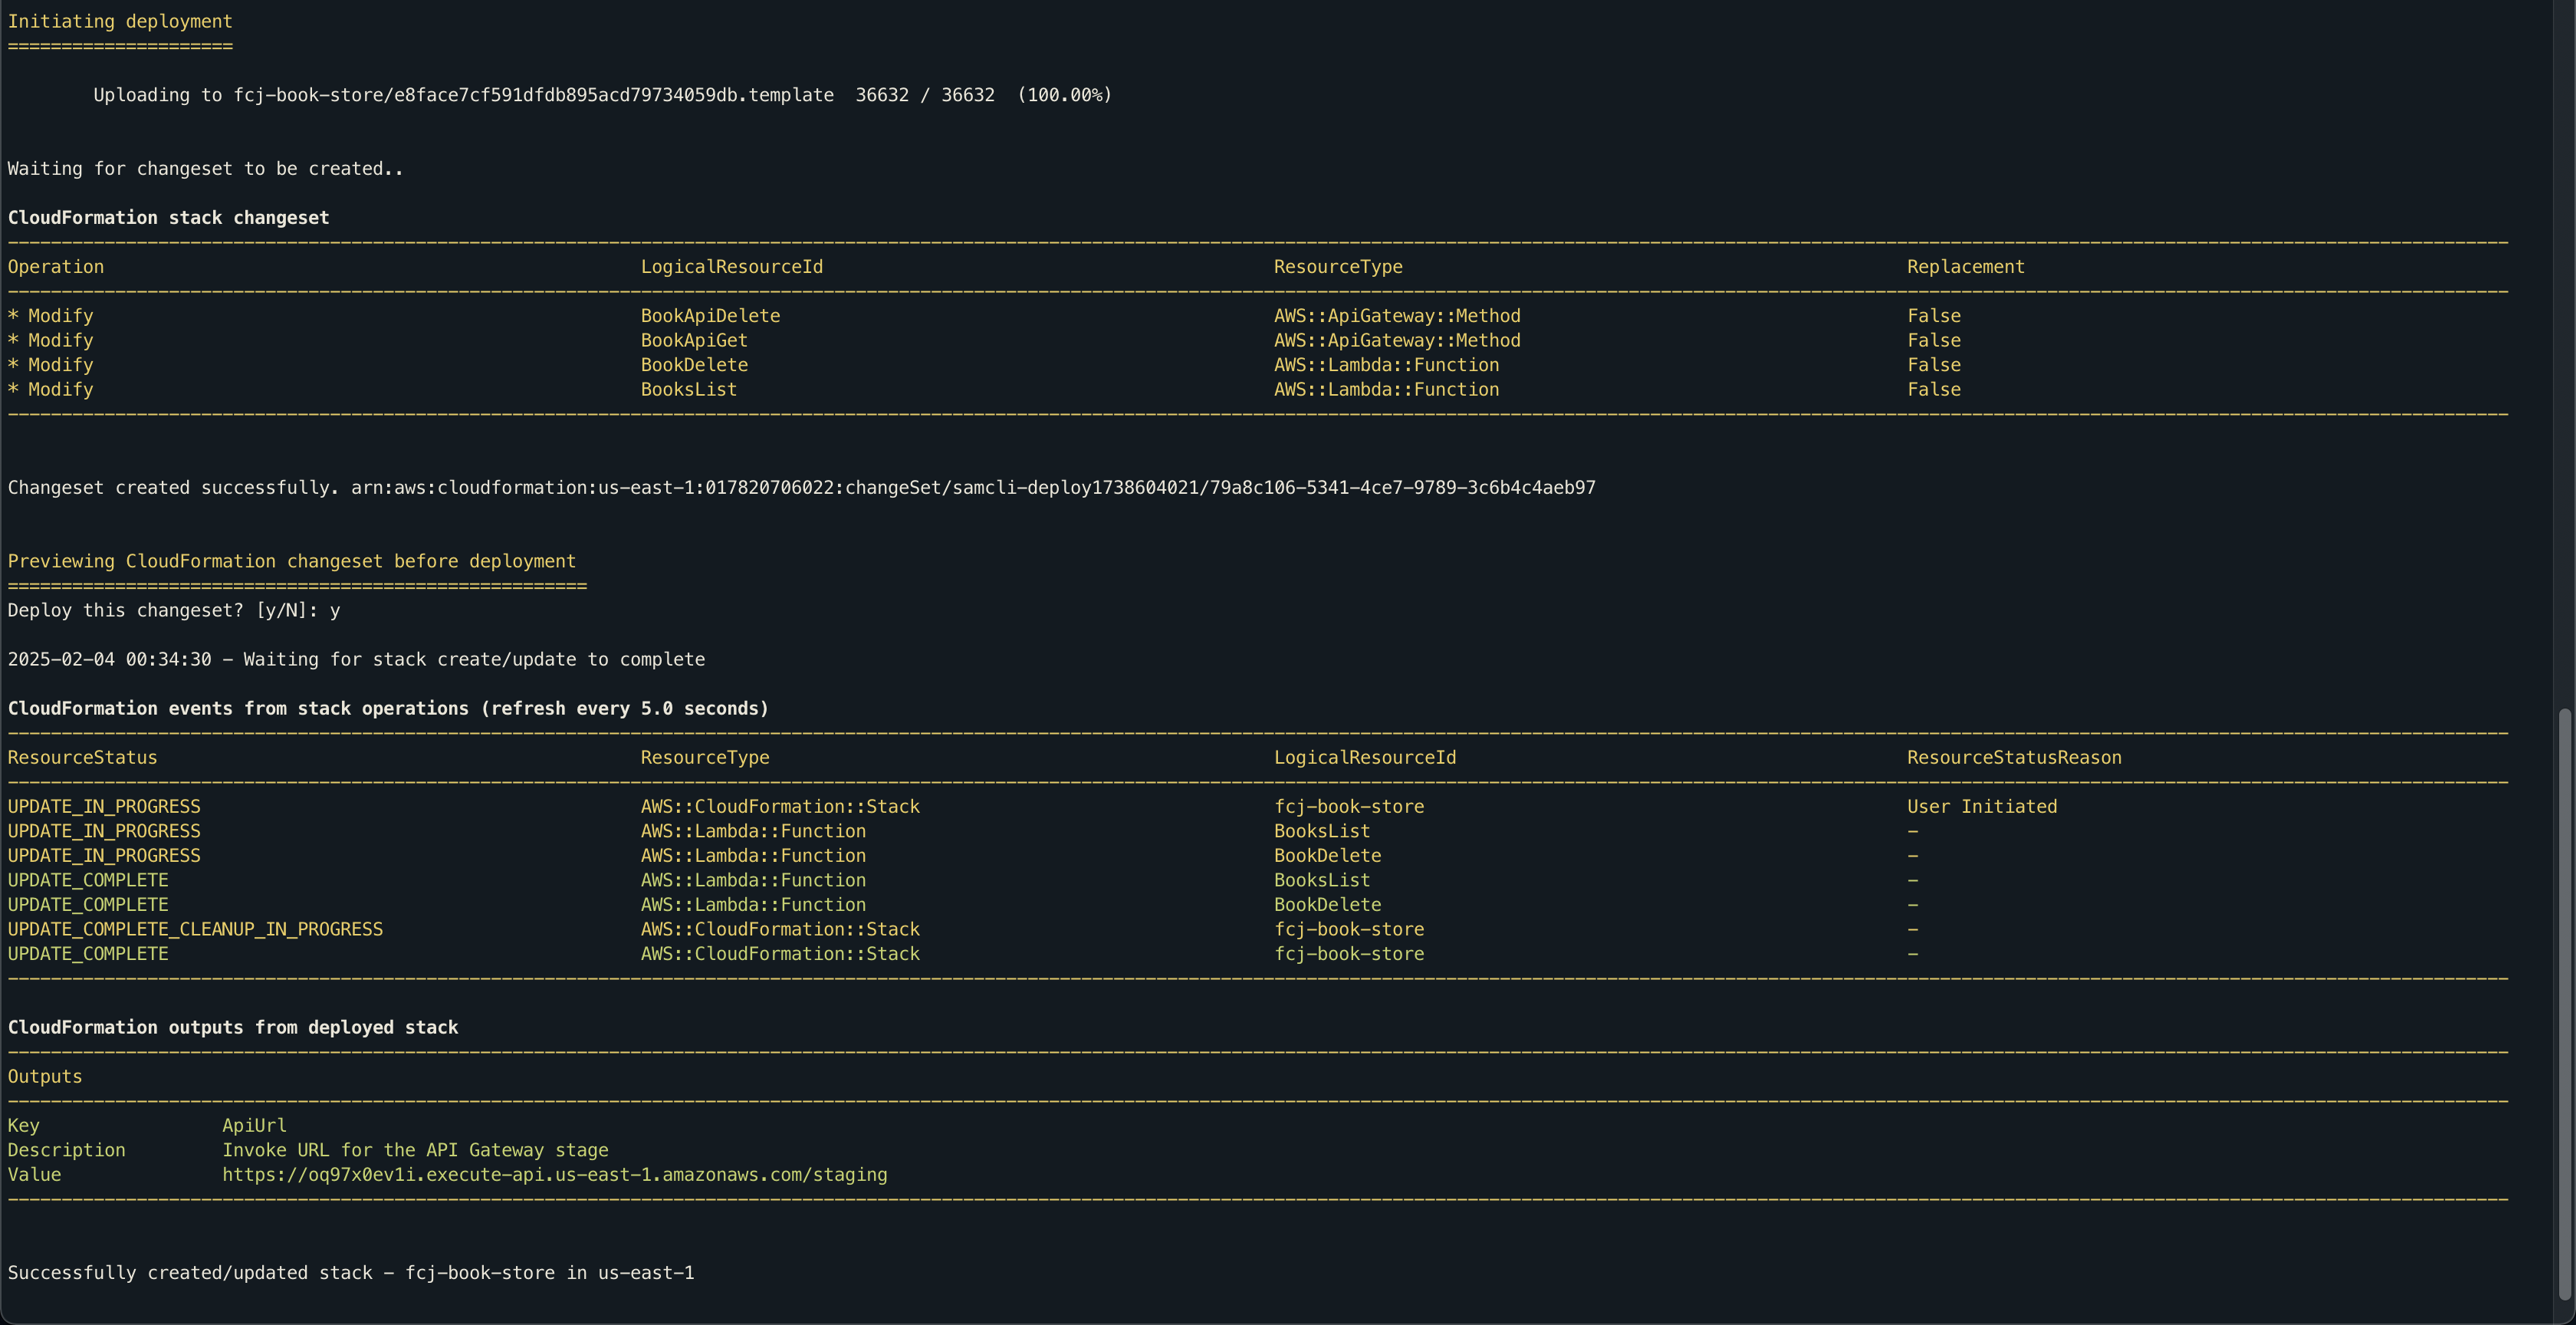 Initiating deployment
=====================
Uploading to fcj-book-store/e8face7cf591dfdb895acd79734059db.template  36632 / 36632  (100.00%)
Waiting for changeset to be created..
CloudFormation stack changeset
Operation LogicalResourceId ResourceType Replacement
* Modify BookApiDelete AWS::ApiGateway::Method False
* Modify BookApiGet AWS::ApiGateway::Method False
* Modify BookDelete AWS::Lambda::Function False
* Modify BooksList AWS::Lambda::Function False
Changeset created successfully. arn:aws:cloudformation:us-east-1:017820706022:changeSet/samcli-deploy1738604021/79a8c106-5341-4ce7-9789-3c6b4c4aeb97
Previewing CloudFormation changeset before deployment
======================================================
Deploy this changeset? [y/N]: y
2025-02-04 00:34:30 - Waiting for stack create/update to complete
CloudFormation events from stack operations (refresh every 5.0 seconds)
ResourceStatus ResourceType LogicalResourceId ResourceStatusReason
UPDATE_IN_PROGRESS AWS::CloudFormation::Stack fcj-book-store User Initiated
UPDATE_IN_PROGRESS AWS::Lambda::Function BooksList -
UPDATE_IN_PROGRESS AWS::Lambda::Function BookDelete -
UPDATE_COMPLETE AWS::Lambda::Function BooksList -
UPDATE_COMPLETE AWS::Lambda::Function BookDelete -
UPDATE_COMPLETE_CLEANUP_IN_PROGRESS AWS::CloudFormation::Stack fcj-book-store -
UPDATE_COMPLETE AWS::CloudFormation::Stack fcj-book-store -
CloudFormation outputs from deployed stack
Outputs
Key ApiUrl
Description Invoke URL for the API Gateway stage
Value https://oq97x0ev1i.execute-api.us-east-1.amazonaws.com/staging
Successfully created/updated stack - fcj-book-store in us-east-1